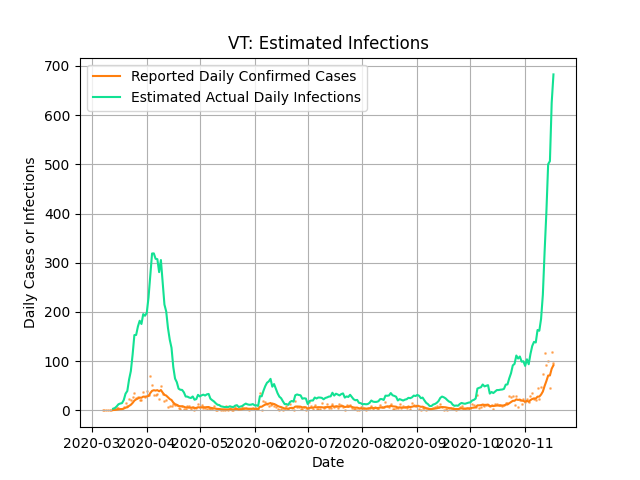 VT: Estimated Infections
Reported Daily Confirmed Cases
Estimated Actual Daily Infections
Daily Cases or Infections
700
600
500
400
300
200
100
0
2020-03 2020-04 2020-05 2020-06 2020-07 2020-08 2020-09 2020-10 2020-11
Date